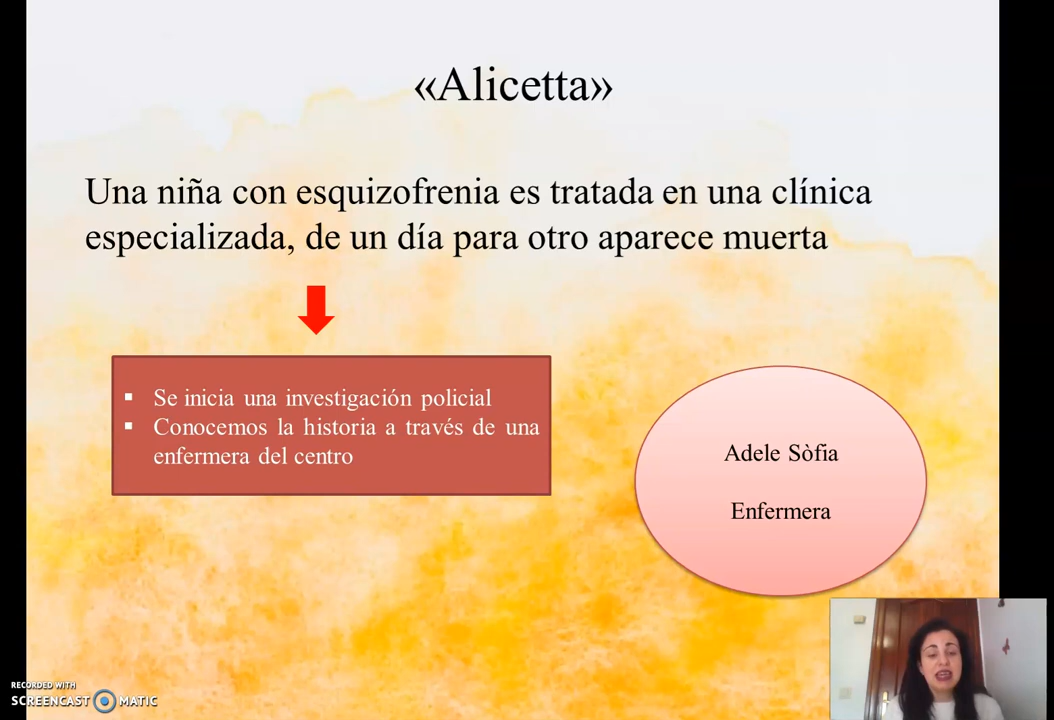 «Alicetta»
Una niña con esquizofrenia es tratada en una clínica
especializada, de un día para otro aparece muerta
▪ Se inicia una investigación policial
▪ Conocemos la historia a través de una
enfermera del centro
Adele Sòfia
Enfermera
RECORDED WITH
SCREENCAST MATIC